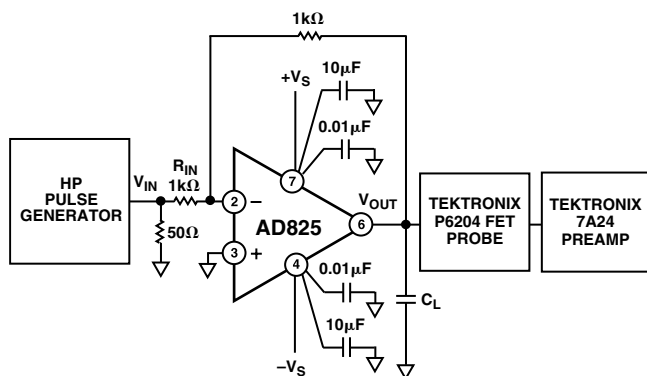 1kΩ
+VS
10µF
0.01µF
HP
PULSE
GENERATOR
VIN
RIN
1kΩ
50Ω
2
−
3
+
AD825
7
4
6
VOUT
TEKTRONIX
P6204 FET
PROBE
TEKTRONIX
7A24
PREAMP
0.01µF
10µF
CL
−VS